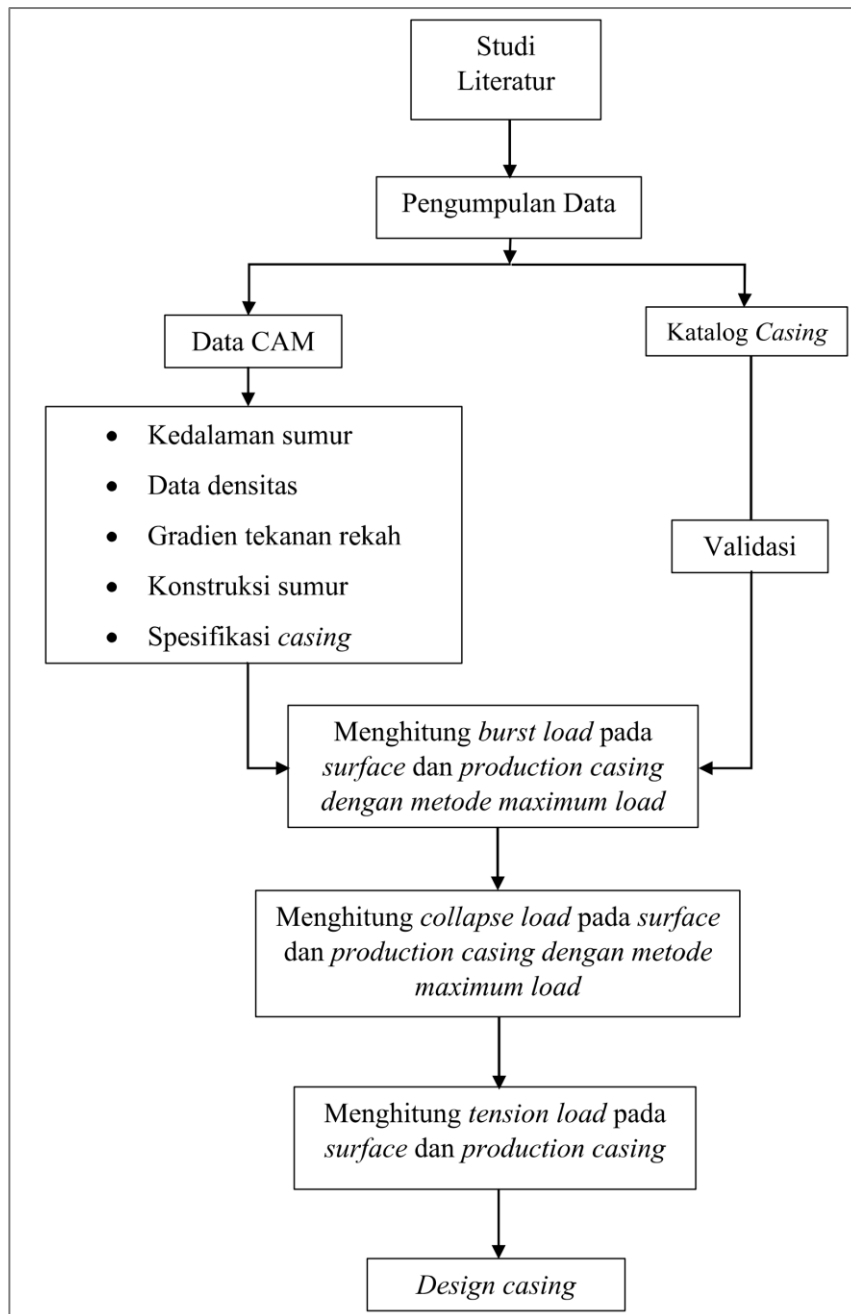 Studi
Literatur
Pengumpulan Data
Data CAM
Katalog Casing
• Kedalaman sumur
• Data densitas
• Gradien tekanan rekah
• Konstruksi sumur
• Spesifikasi casing
Validasi
Menghitung burst load pada
surface dan production casing
dengan metode maximum load
Menghitung collapse load pada surface
dan production casing dengan metode
maximum load
Menghitung tension load pada
surface dan production casing
Design casing